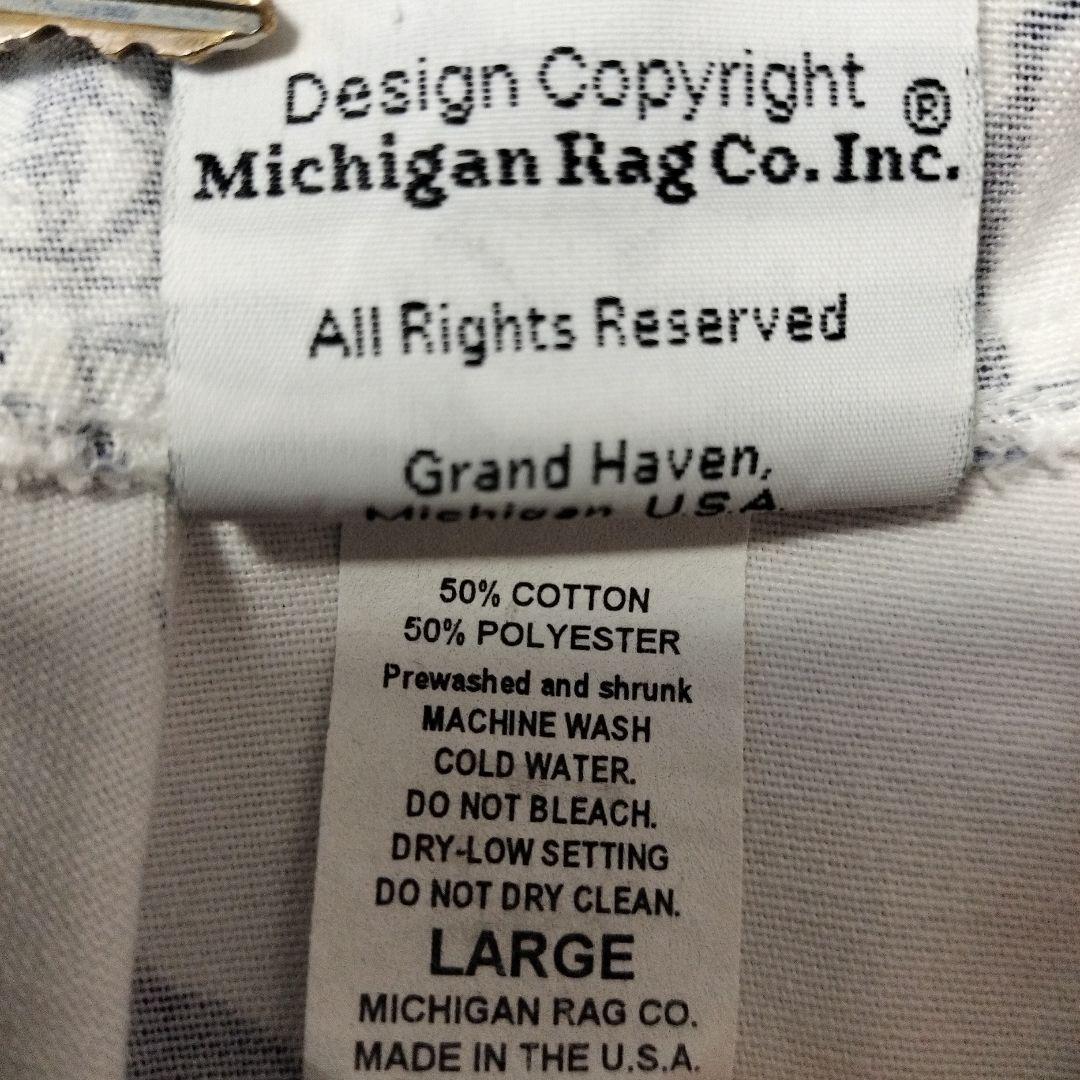 Design Copyright
Michigan Rag Co. Inc.®
All Rights Reserved
Grand Haven,
Michigan U.S.A.
50% COTTON
50% POLYESTER
Prewashed and shrunk
MACHINE WASH
COLD WATER.
DO NOT BLEACH.
DRY-LOW SETTING
DO NOT DRY CLEAN.
LARGE
MICHIGAN RAG CO.
MADE IN THE U.S.A.